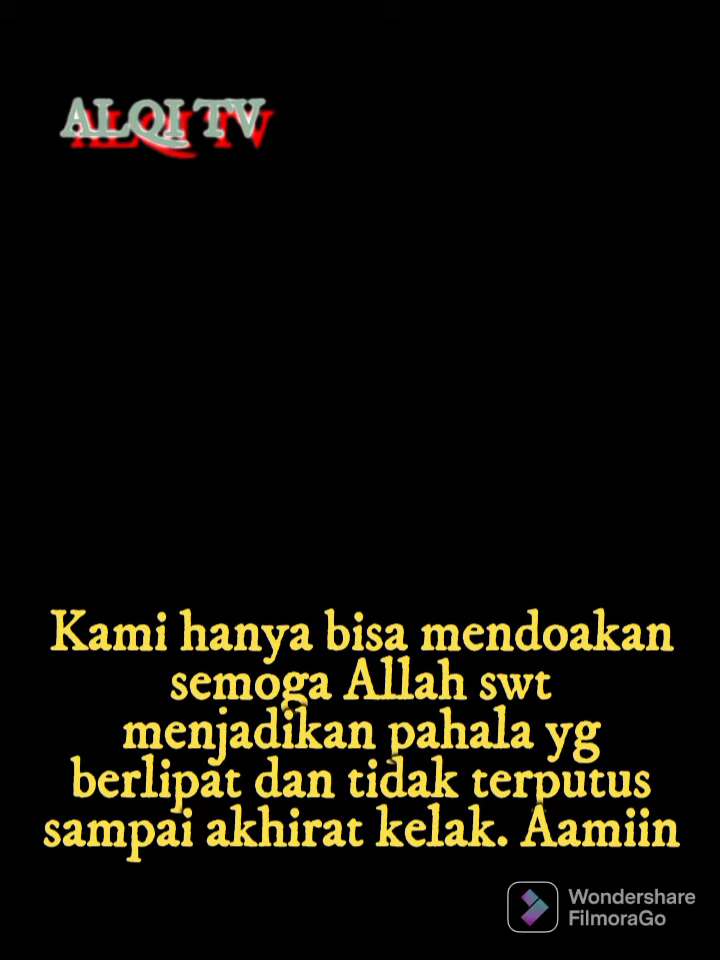 ALQI TV
Kami hanya bisa mendoakan
semoga Allah swt
menjadikan pahala yg
berlipat dan tidak terputus
sampai akhirat kelak. Aamiin
Wondershare
FilmoraGo